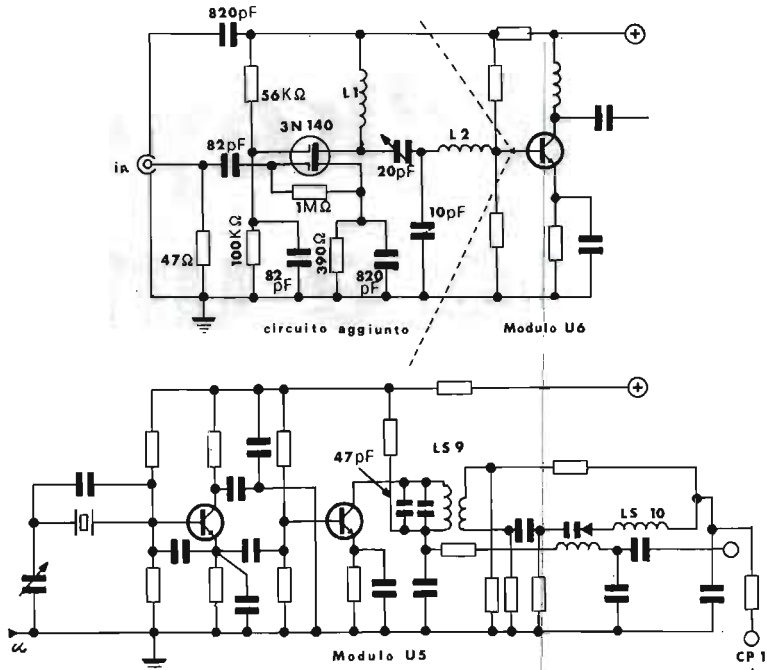 820pF
56KΩ
L1
3N140
82pF
in
20pF
L2
1MΩ
10pF
47Ω
100KΩ
82
pF
390Ω
820
pF
circuito aggiunto
Modulo U6
47pF
LS 9
LS 10
Modulo U5
CP1